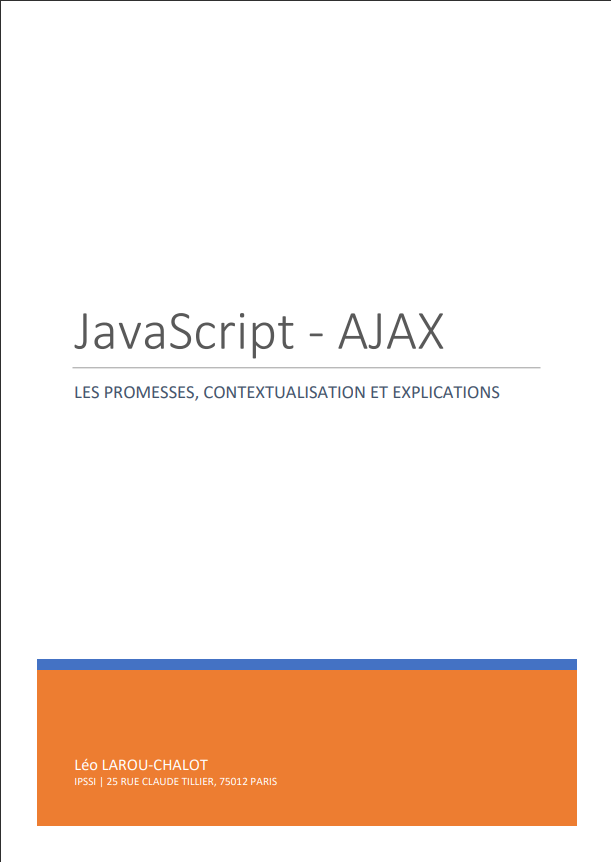 JavaScript - AJAX
LES PROMESSES, CONTEXTUALISATION ET EXPLICATIONS
Léo LAROU-CHALOT
IPSSI | 25 RUE CLAUDE TILLIER, 75012 PARIS